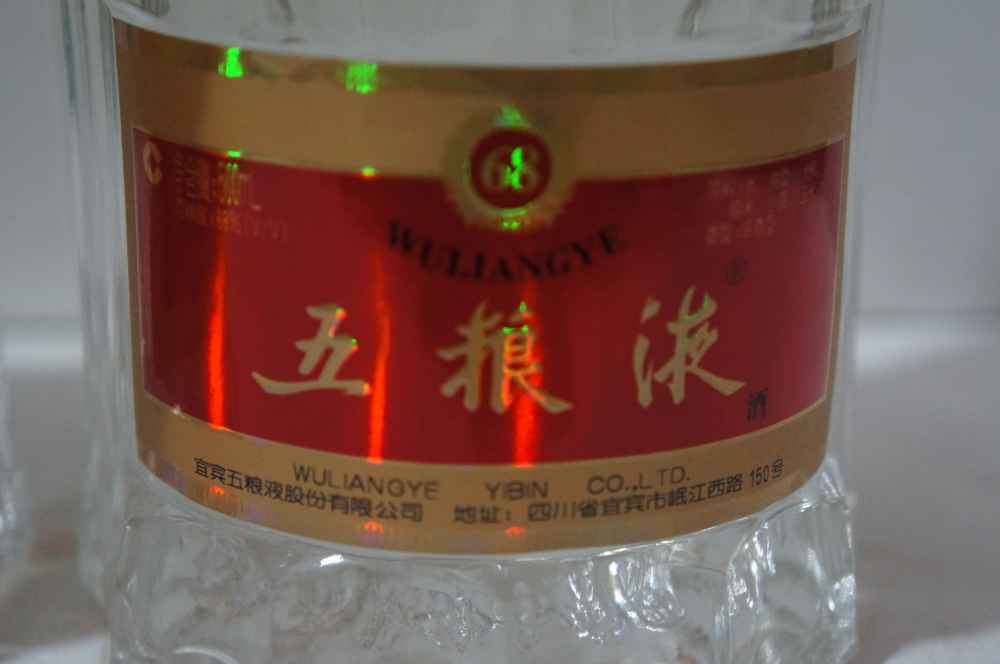 68
WULIANGYE
五粮液®
酒
WULIANGYE YIBIN CO.,LTD.
宜宾五粮液股份有限公司 地址：四川省宜宾市岷江西路 150号